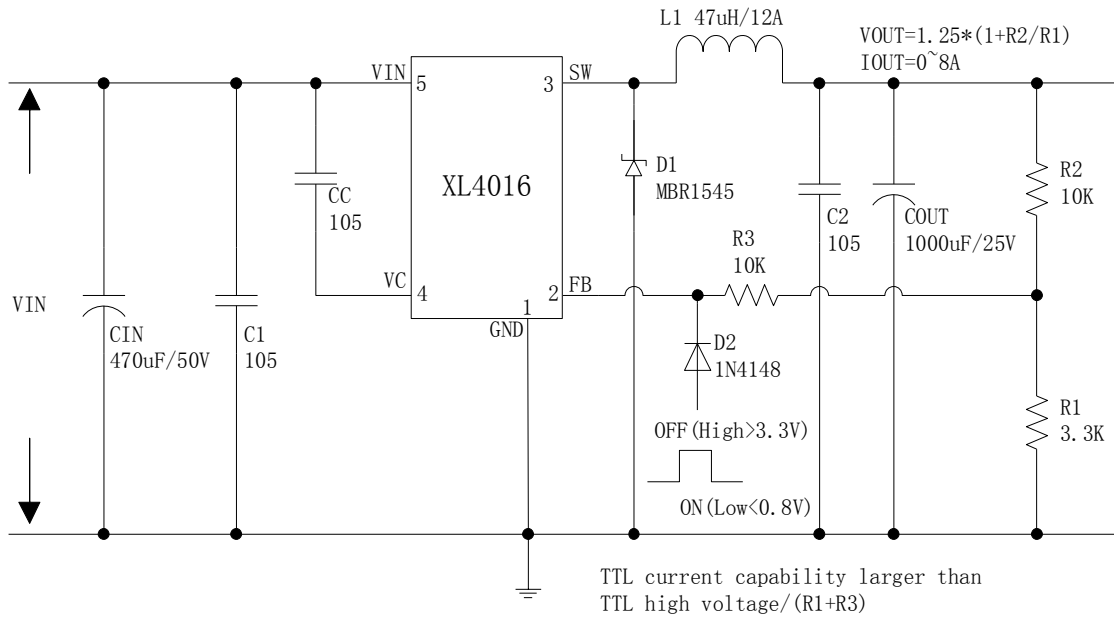 L1 47uH/12A
VOUT=1.25*(1+R2/R1)
IOUT=0~8A
VIN
5
3
SW
XL4016
CC
105
D1
MBR1545
R2
10K
C2
105
COUT
1000uF/25V
R3
10K
VC
4
2
FB
1
GND
VIN
CIN
470uF/50V
C1
105
D2
1N4148
R1
3.3K
OFF(High>3.3V)
ON(Low<0.8V)
TTL current capability larger than
TTL high voltage/(R1+R3)